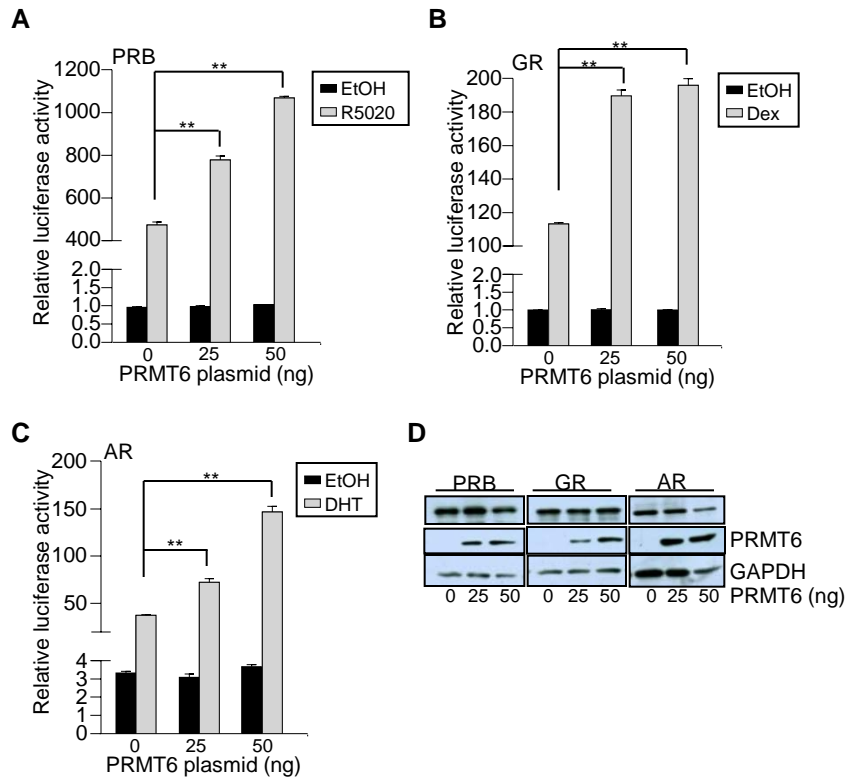 A
PRB
Relative luciferase activity
1200
1000
800
600
400
2.0
1.5
1.0
0.5
0.0
**
**
EtOH
R5020
0 25 50
PRMT6 plasmid (ng)
B
GR
Relative luciferase activity
200
180
160
140
120
100
2.0
1.5
1.0
0.5
0.0
**
**
EtOH
Dex
0 25 50
PRMT6 plasmid (ng)
C
AR
Relative luciferase activity
200
150
100
50
4
3
2
1
0
**
**
EtOH
DHT
0 25 50
PRMT6 plasmid (ng)
D
PRB GR AR
PRMT6
GAPDH
0 25 50 0 25 50 0 25 50 PRMT6 (ng)